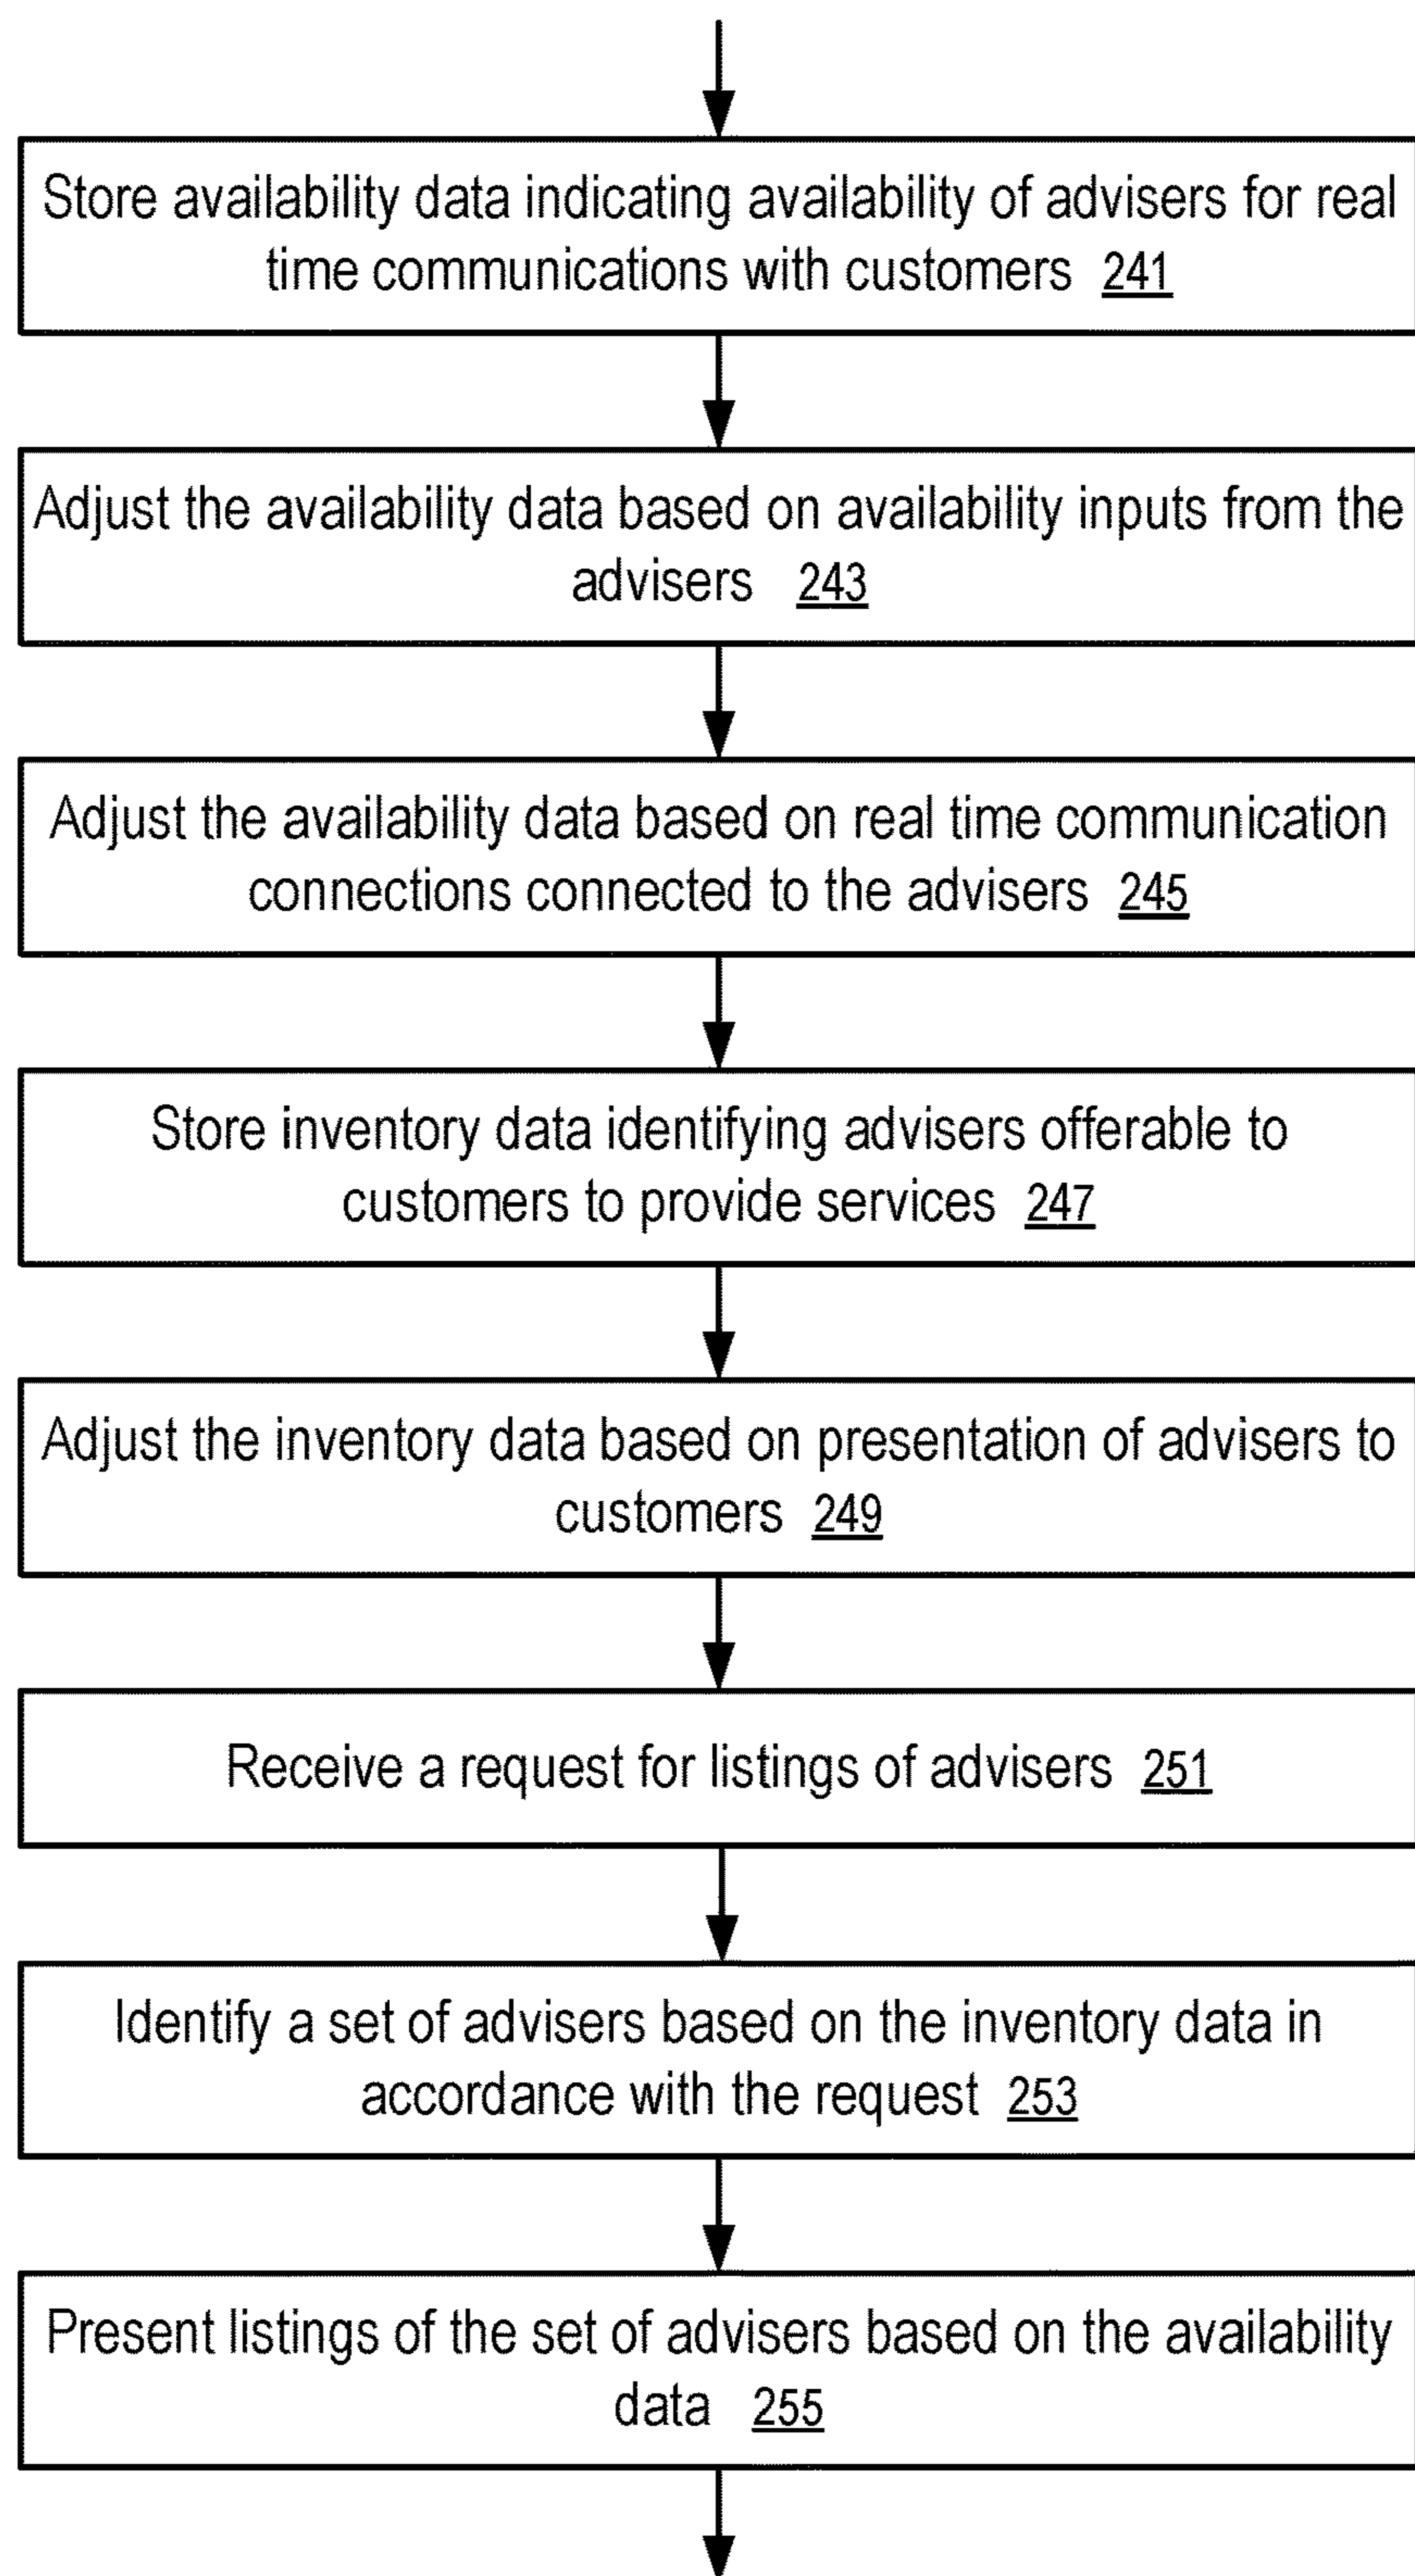 Store availability data indicating availability of advisers for real
time communications with customers 241
Adjust the availability data based on availability inputs from the
advisers 243
Adjust the availability data based on real time communication
connections connected to the advisers 245
Store inventory data identifying advisers offerable to
customers to provide services 247
Adjust the inventory data based on presentation of advisers to
customers 249
Receive a request for listings of advisers 251
Identify a set of advisers based on the inventory data in
accordance with the request 253
Present listings of the set of advisers based on the availability
data 255